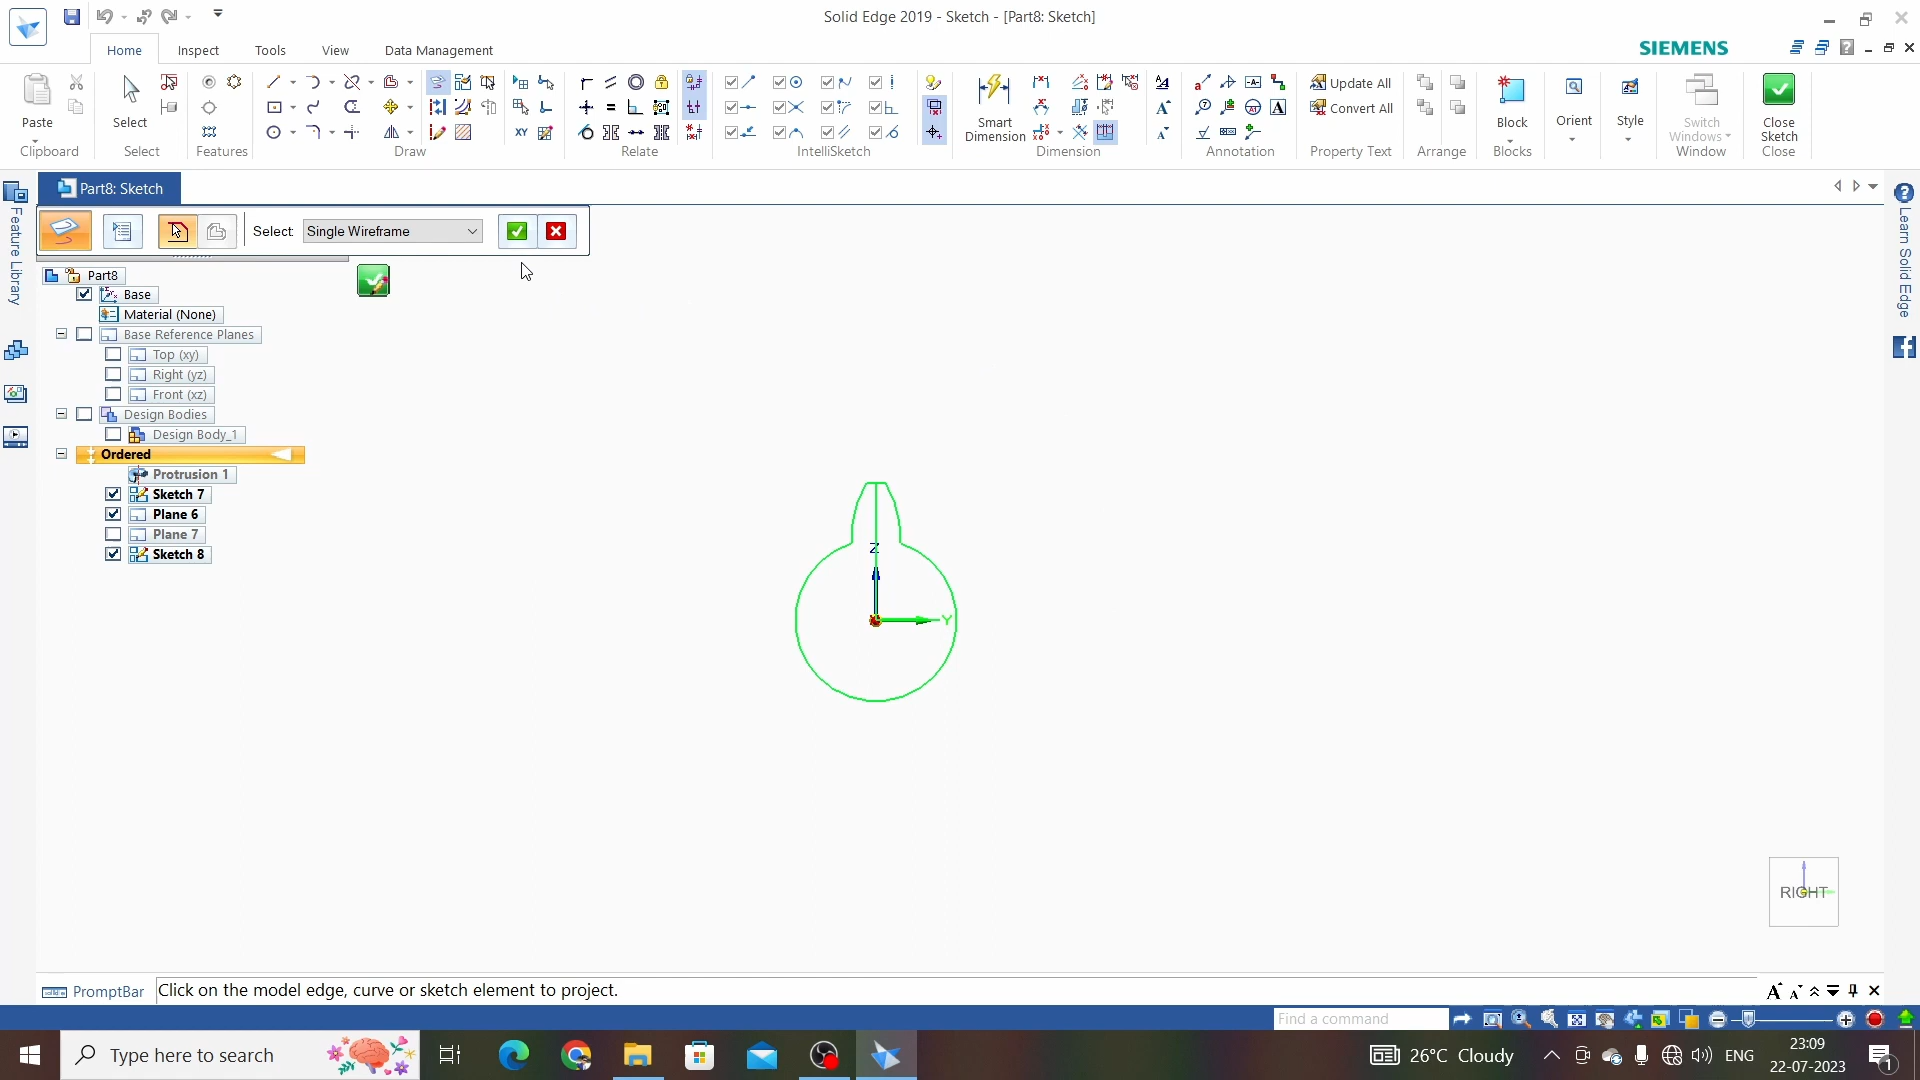 Solid Edge 2019 - Sketch - [Part8: Sketch]
Home
Inspect
Tools
View
Data Management
SIEMENS
Paste
Clipboard
Select
Select
Features
Draw
Relate
IntelliSketch
Smart
Dimension
Dimension
Annotation
Update All
Convert All
Property Text
Arrange
Block
Blocks
Orient
Style
Switch
Windows
Window
Close
Sketch
Close
Part8: Sketch
Select:
Single Wireframe
Feature Library
Learn Solid Edge
Part8
Base
Material (None)
Base Reference Planes
Top (xy)
Right (yz)
Front (xz)
Design Bodies
Design Body_1
Ordered
Protrusion 1
Sketch 7
Plane 6
Plane 7
Sketch 8
Z
Y
RIGHT
PromptBar
Click on the model edge, curve or sketch element to project.
Find a command
Type here to search
26°C Cloudy
ENG
23:09
22-07-2023
1